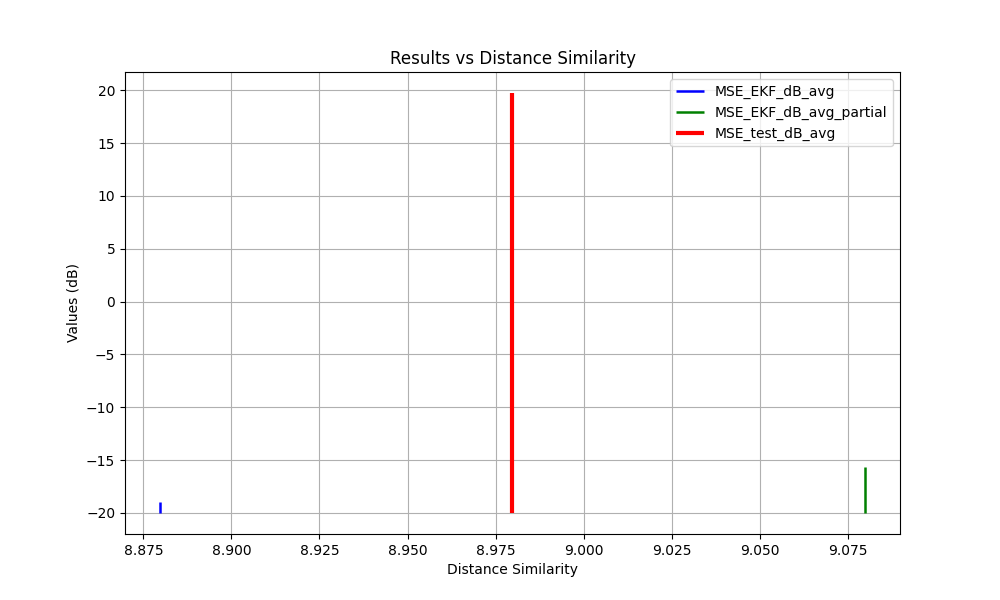 Results vs Distance Similarity
MSE_EKF_dB_avg
MSE_EKF_dB_avg_partial
MSE_test_dB_avg
Values (dB)
20
15
10
5
0
−5
−10
−15
−20
8.875 8.900 8.925 8.950 8.975 9.000 9.025 9.050 9.075
Distance Similarity